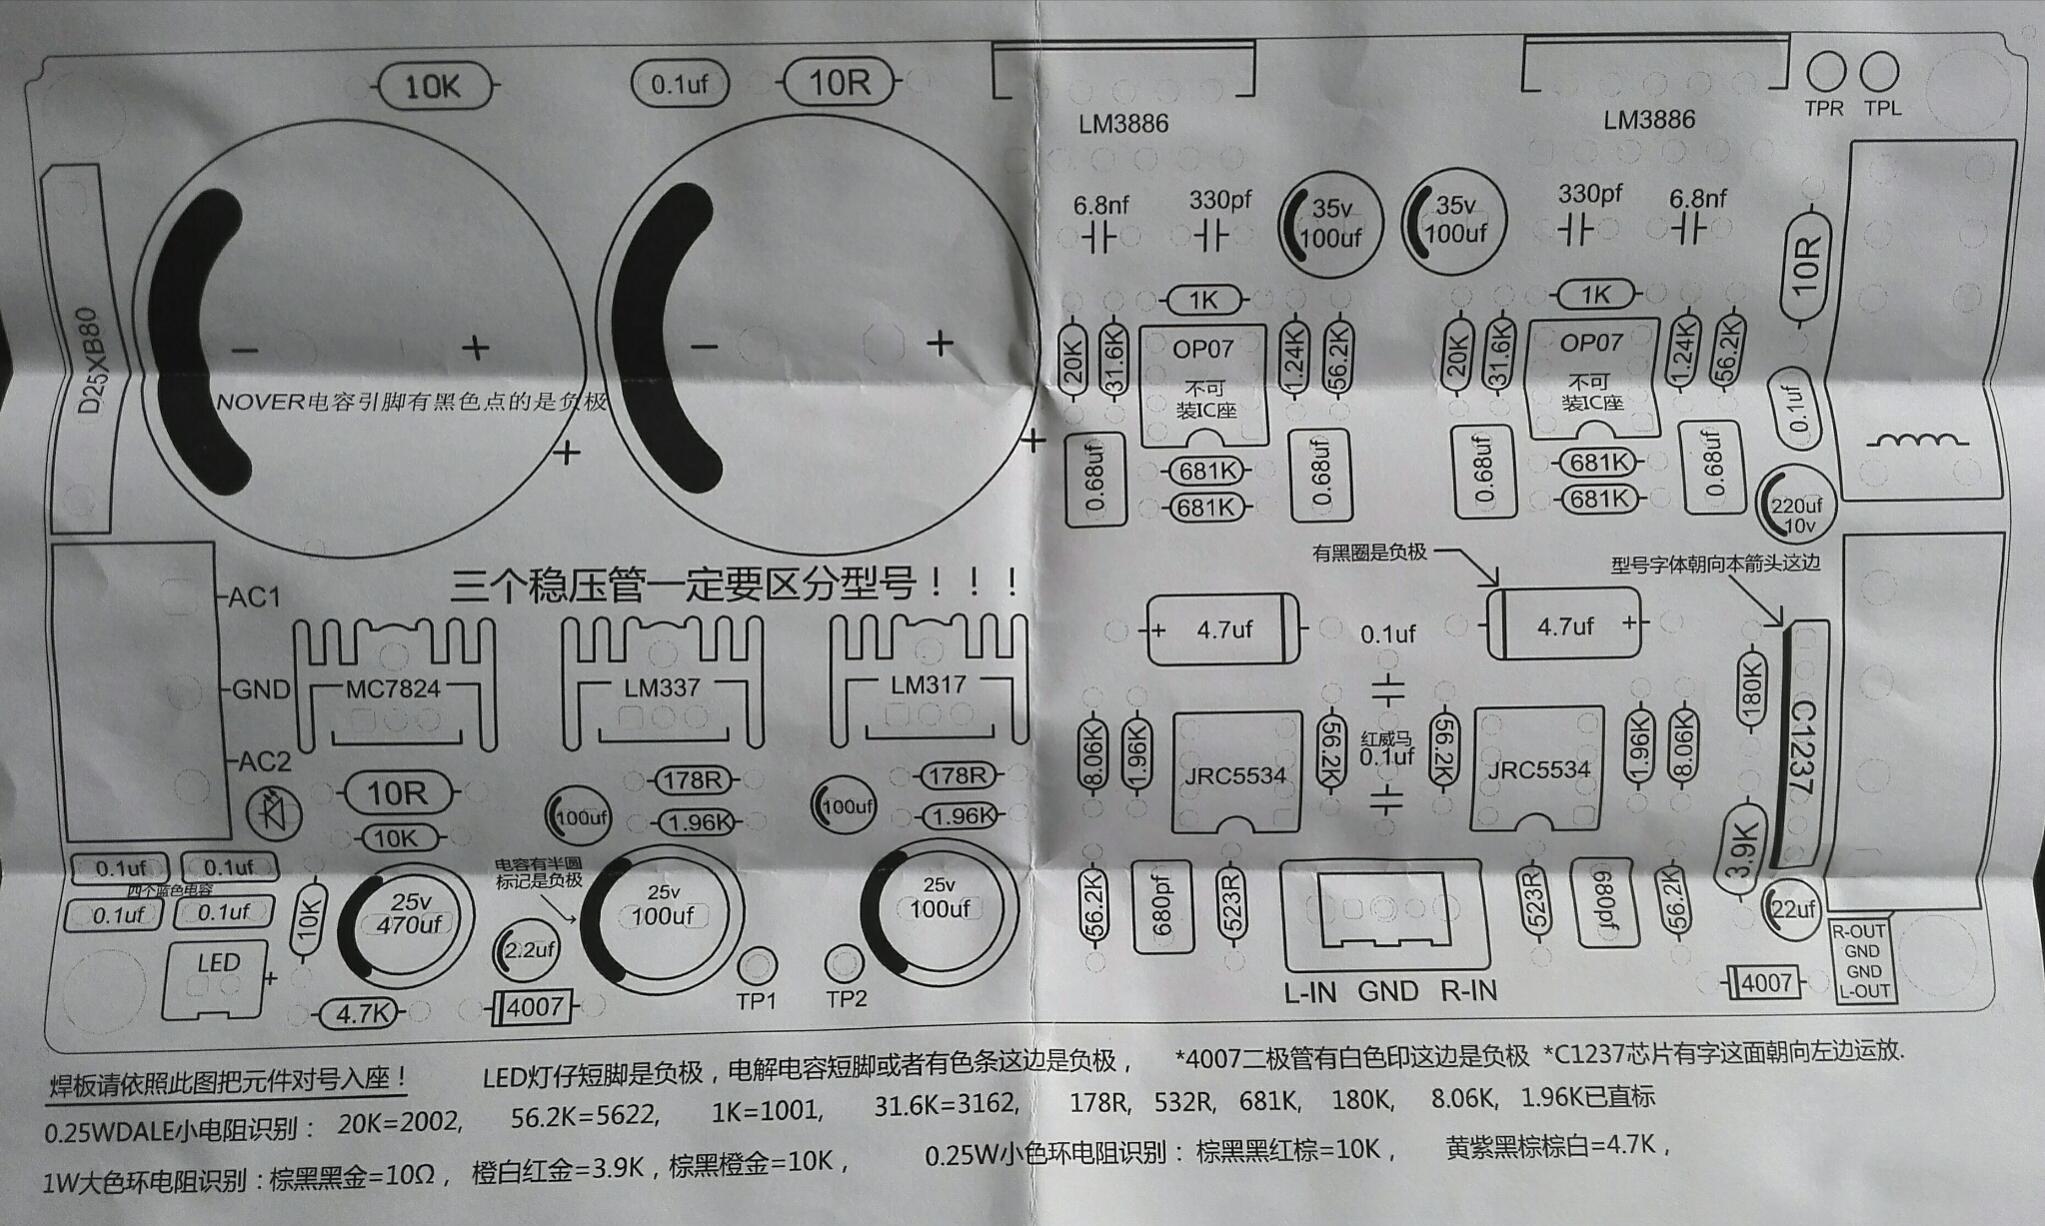 10K
0.1uf
10R
LM3886
LM3886
TPR
TPL
6.8nf
330pf
35v
100uf
35v
100uf
330pf
6.8nf
10R
D25XB80
-
+
-
+
NOVER电容引脚有黑色点的是负极
+
+
1K
20K
31.6K
OP07
不可
装IC座
1.24K
56.2K
1K
20K
31.6K
OP07
不可
装IC座
1.24K
56.2K
0.1uf
0.68uf
681K
681K
0.68uf
0.68uf
681K
681K
0.68uf
220uf
10v
有黑圈是负极
型号字体朝向本箭头这边
三个稳压管一定要区分型号！！！
AC1
GND
AC2
MC7824
LM337
LM317
+ 4.7uf
0.1uf
4.7uf +
180K
C1237
8.06K
1.96K
JRC5534
56.2K
红威马
0.1uf
56.2K
JRC5534
1.96K
8.06K
10R
10K
100uf
178R
1.96K
100uf
178R
1.96K
3.9K
0.1uf
0.1uf
四个蓝色电容
0.1uf
0.1uf
10K
25v
470uf
电容有半圆
标记是负极
2.2uf
25v
100uf
25v
100uf
56.2K
680pf
523R
523R
680pf
56.2K
22uf
LED
+
4.7K
4007
TP1
TP2
L-IN GND R-IN
4007
R-OUT
GND
GND
L-OUT
焊板请依照此图把元件对号入座！ LED灯仔短脚是负极，电解电容短脚或者有色条这边是负极， *4007二极管有白色印这边是负极 *C1237芯片有字这面朝向左边运放.
0.25WDALE小电阻识别： 20K=2002, 56.2K=5622, 1K=1001, 31.6K=3162, 178R, 532R, 681K, 180K, 8.06K, 1.96K已直标
1W大色环电阻识别：棕黑黑金=10Ω， 橙白红金=3.9K，棕黑橙金=10K， 0.25W小色环电阻识别：棕黑黑红棕=10K， 黄紫黑棕棕白=4.7K，